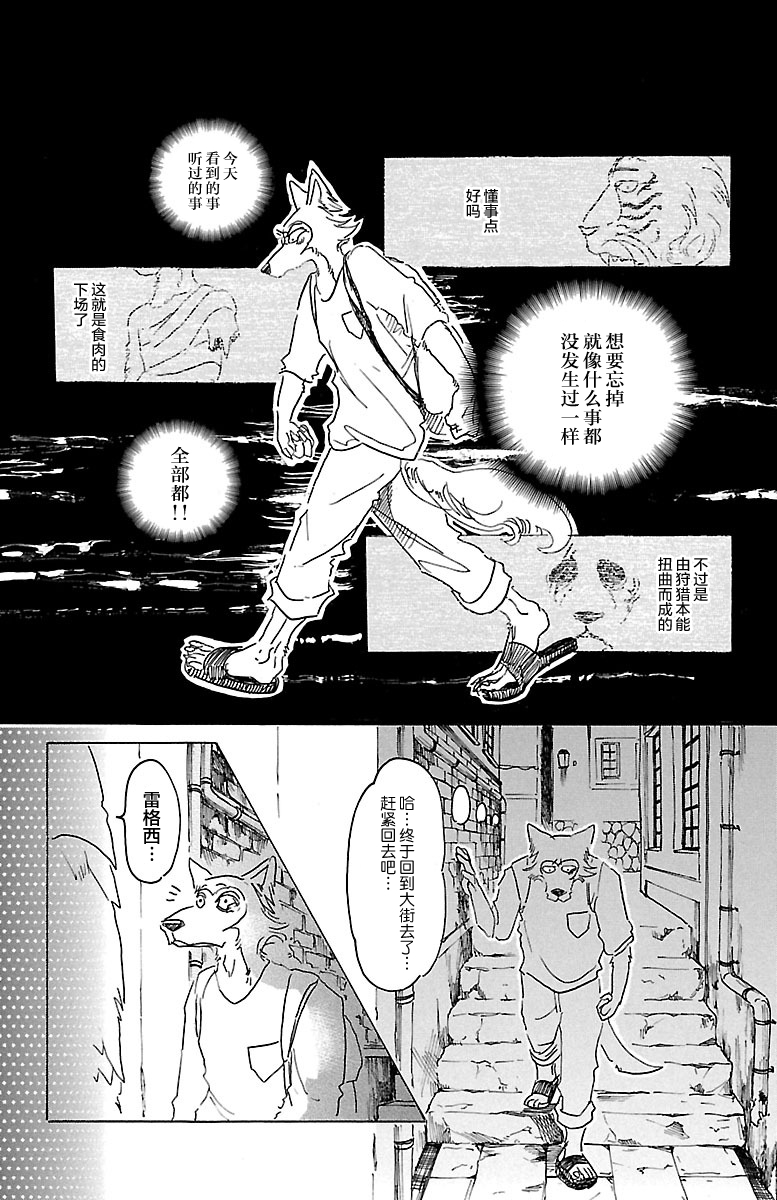 懂事点
好吗
今天
看到的事
听过的事
这就是食肉的
下场了
想要忘掉
就像什么事都
没发生过一样
全部都!!
不过是
由狩猎本能
扭曲而成的
哈…终于回到大街去了…
赶紧回去吧…
雷格西…